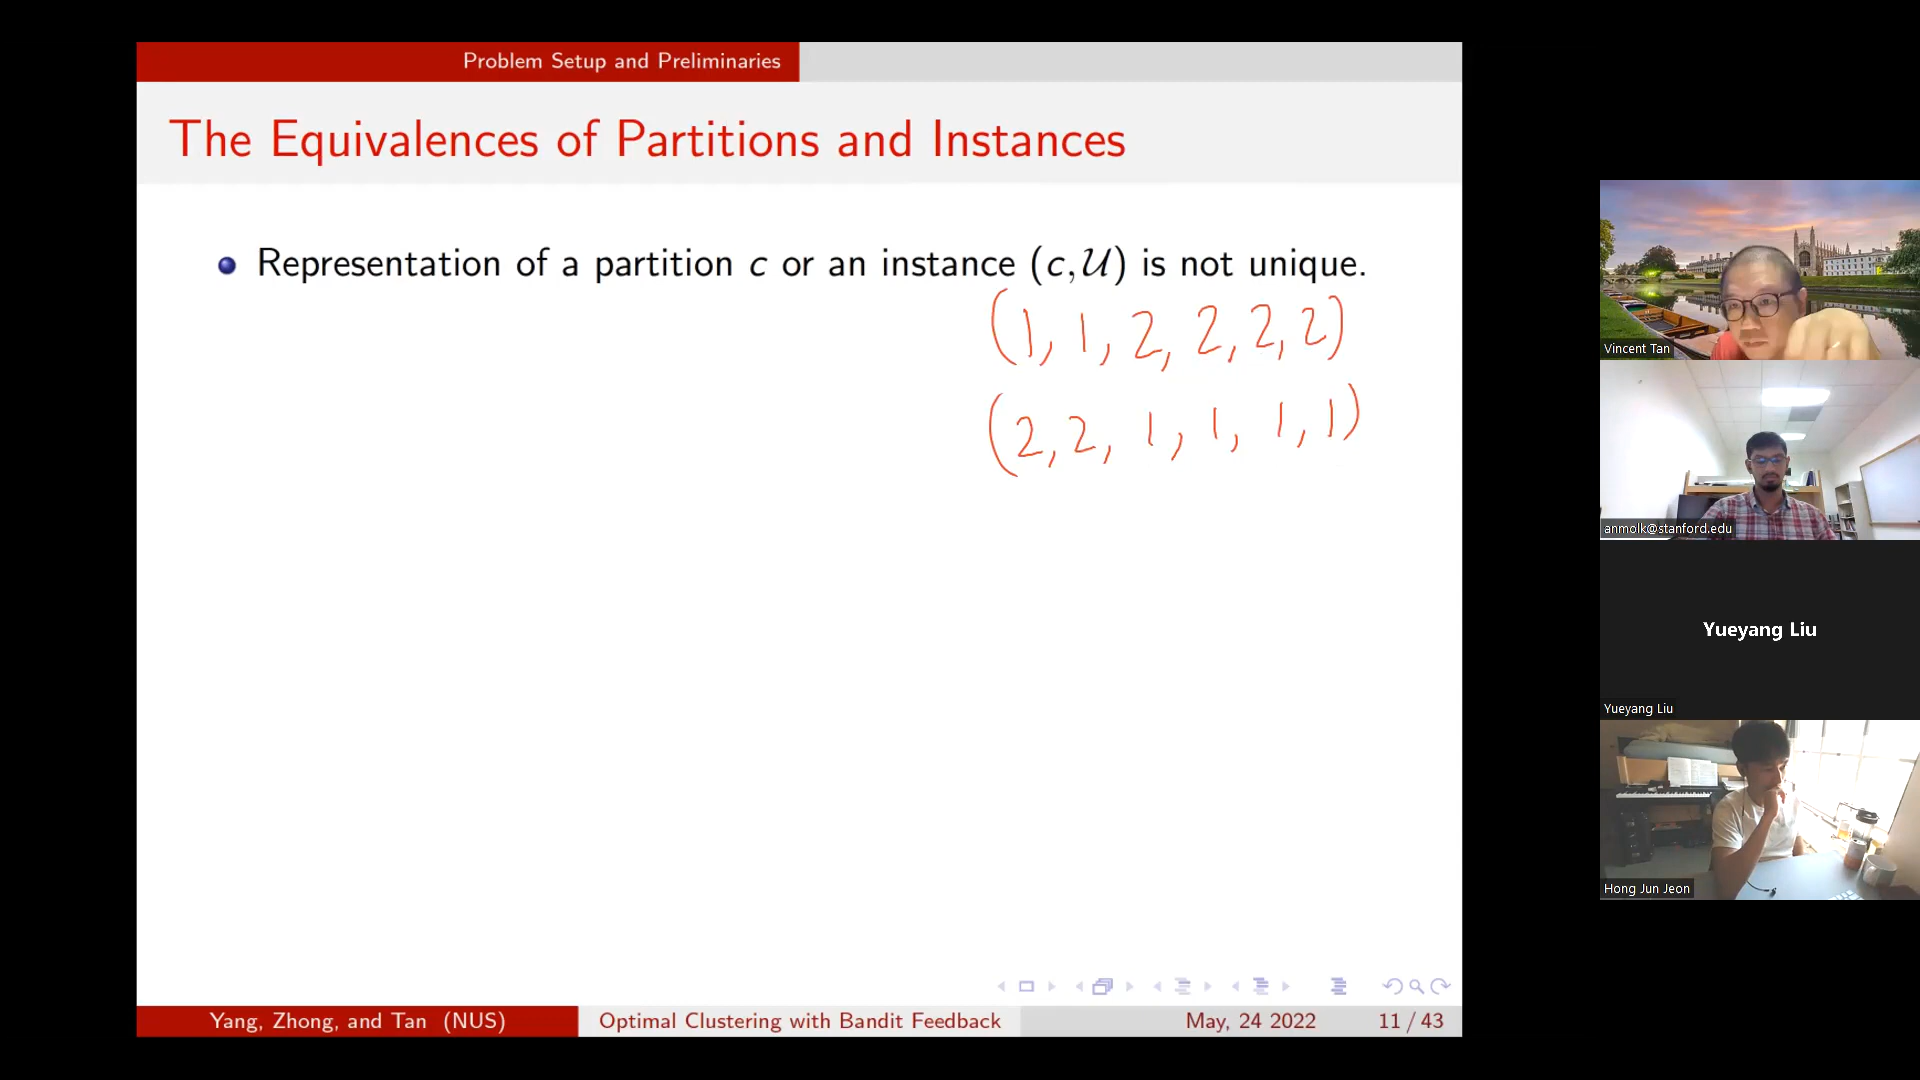 Problem Setup and Preliminaries
The Equivalences of Partitions and Instances
Representation of a partition c or an instance (c, 𝒰) is not unique.
(1, 1, 2, 2, 2, 2)
(2, 2, 1, 1, 1, 1)
Yang, Zhong, and Tan (NUS)
Optimal Clustering with Bandit Feedback
May, 24 2022
11 / 43
Vincent Tan
anmolk@stanford.edu
Yueyang Liu
Yueyang Liu
Hong Jun Jeon